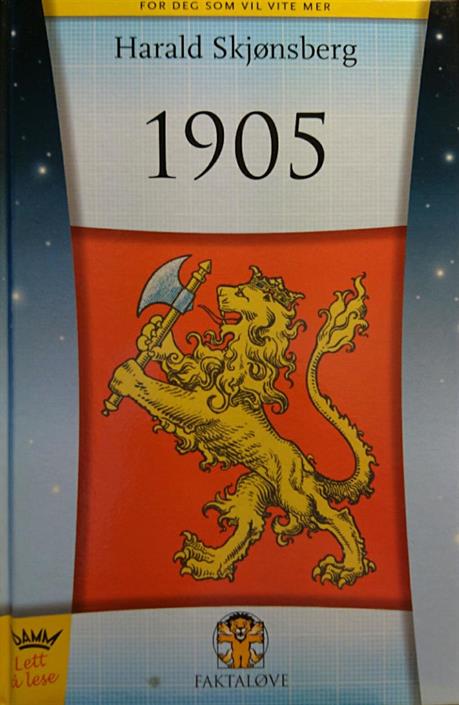 FOR DEG SOM VIL VITE MER
Harald Skjønsberg
1905
DAMM
Lett
å lese
FAKTALØVE